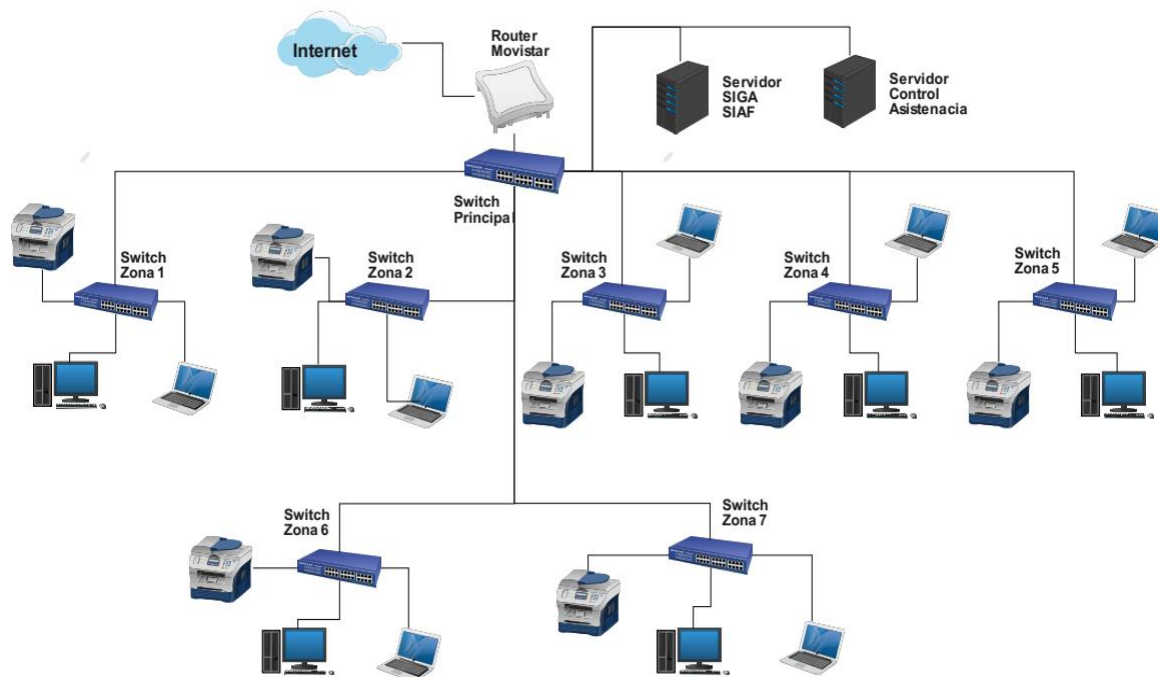 Internet
Router
Movistar
Servidor
SIGA
SIAF
Servidor
Control
Asistenacia
Switch
Principal
Switch
Zona 1
Switch
Zona 2
Switch
Zona 3
Switch
Zona 4
Switch
Zona 5
Switch
Zona 6
Switch
Zona 7